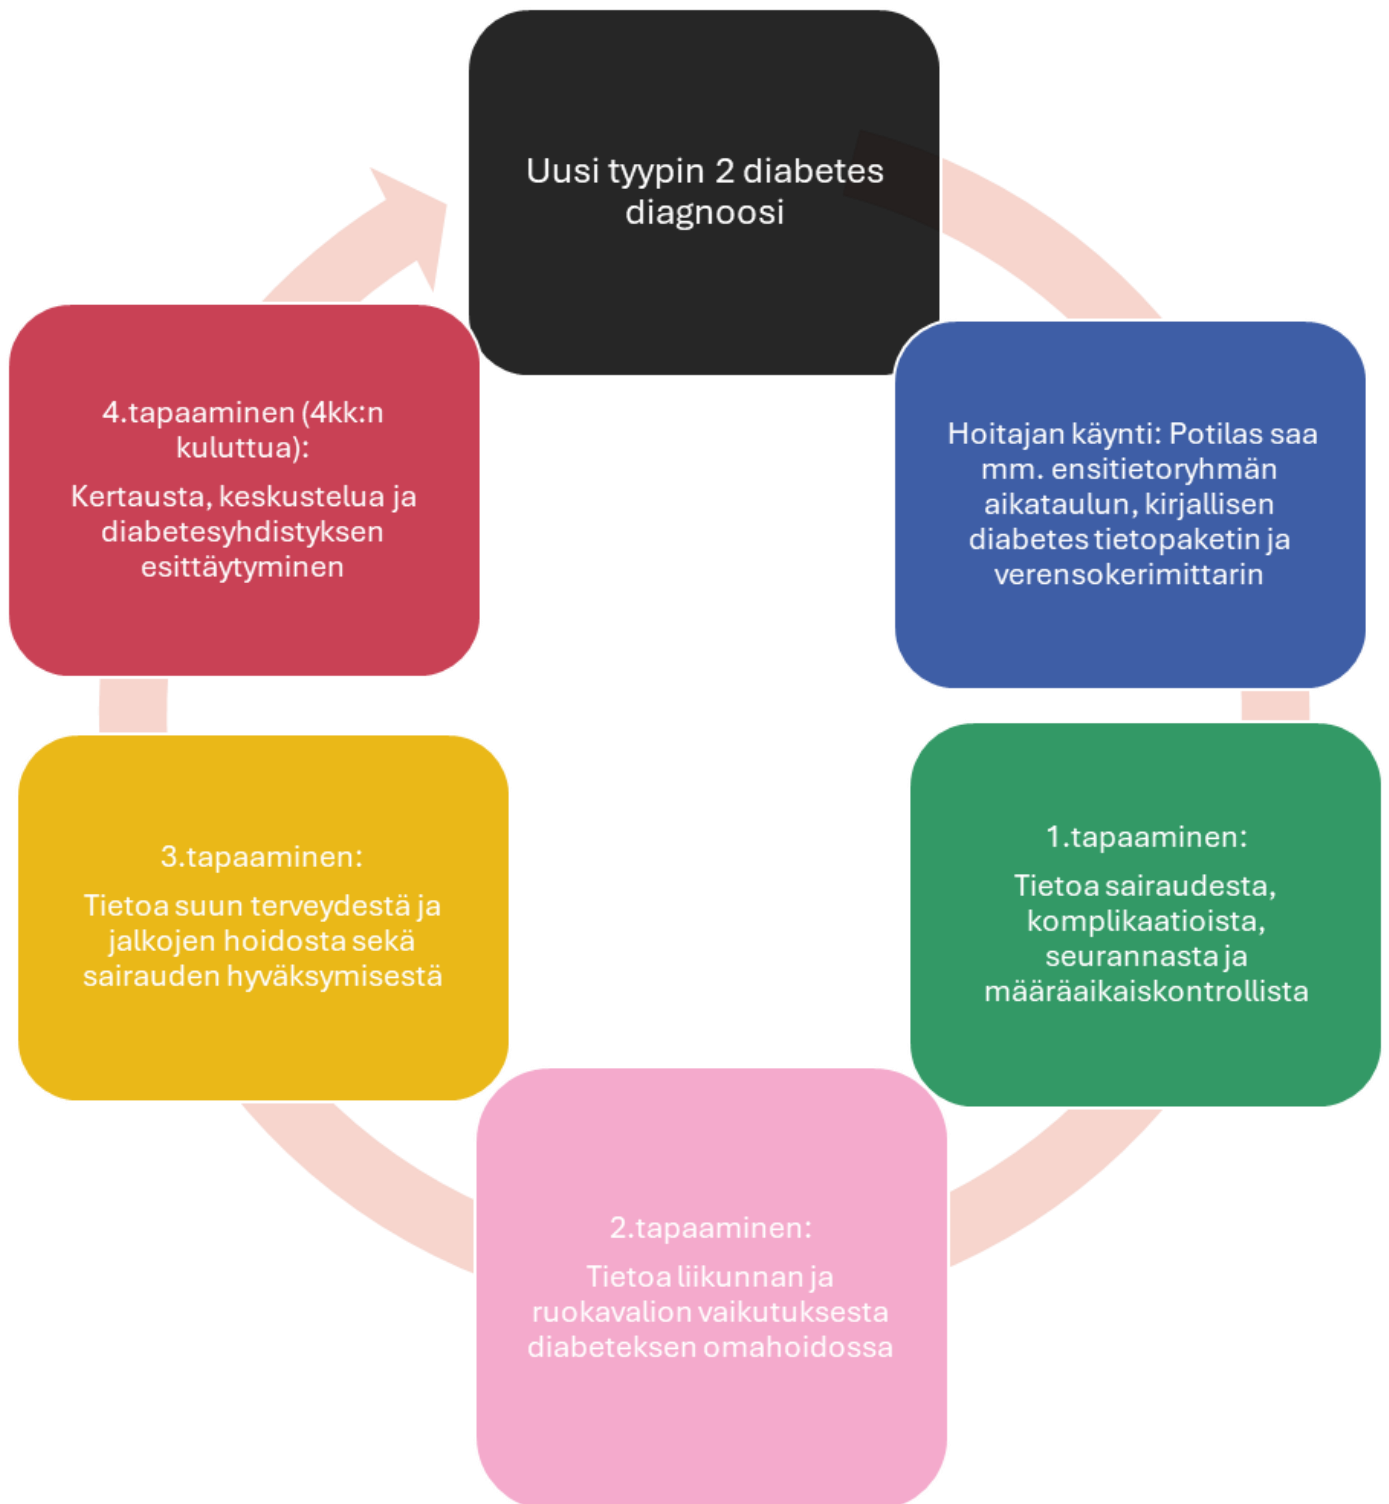 Uusi tyypin 2 diabetes
diagnoosi
Hoitajan käynti: Potilas saa
mm. ensitietoryhmän
aikataulun, kirjallisen
diabetes tietopaketin ja
verensokerimittarin
1.tapaaminen:
Tietoa sairaudesta,
komplikaatioista,
seurannasta ja
määräaikaiskontrollista
2.tapaaminen:
Tietoa liikunnan ja
ruokavalion vaikutuksesta
diabeteksen omahoidossa
3.tapaaminen:
Tietoa suun terveydestä ja
jalkojen hoidosta sekä
sairauden hyväksymisestä
4.tapaaminen (4kk:n
kuluttua):
Kertausta, keskustelua ja
diabetesyhdistyksen
esittäytyminen